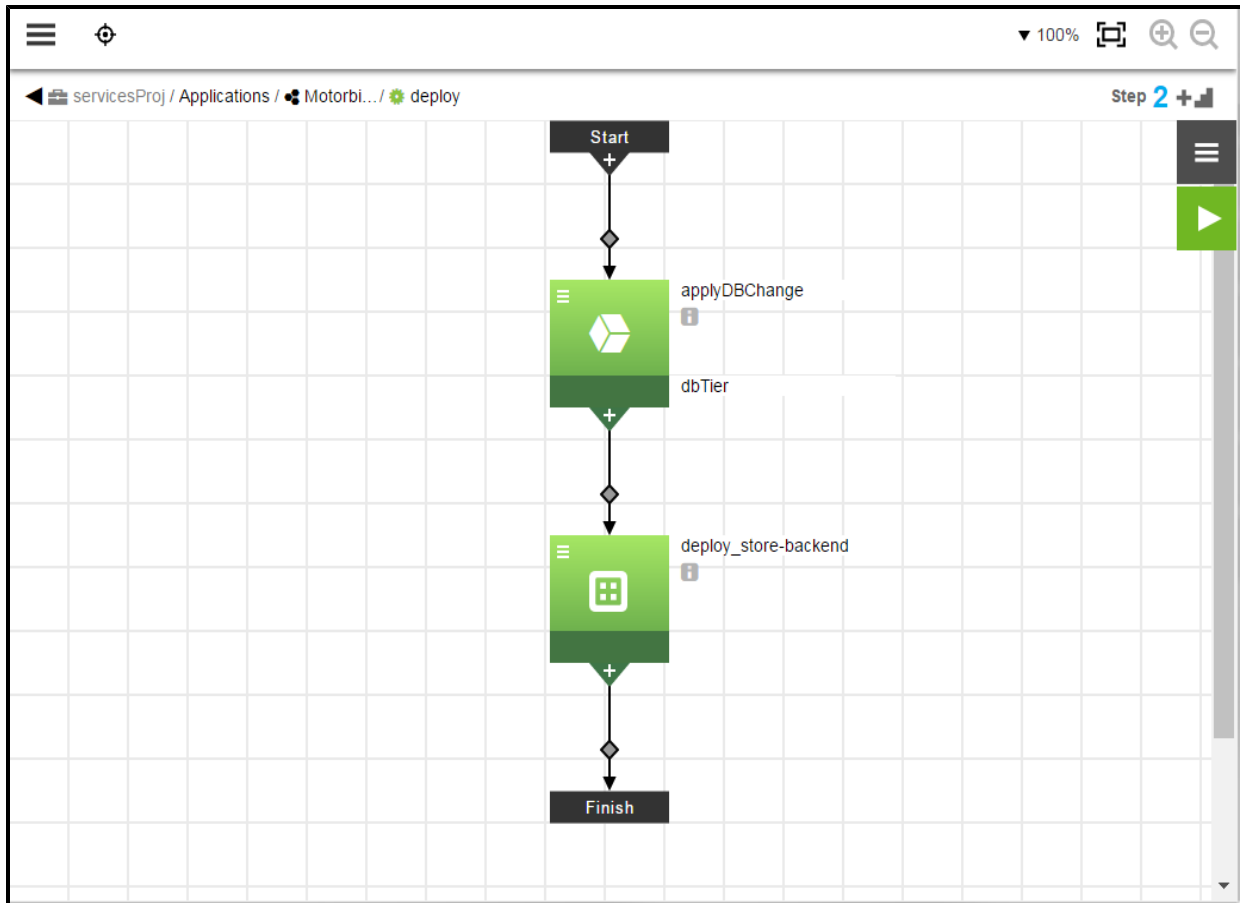 ▼ 100%
servicesProj / Applications / Motorbi... / deploy
Step 2
Start
applyDBChange
dbTier
deploy_store-backend
Finish